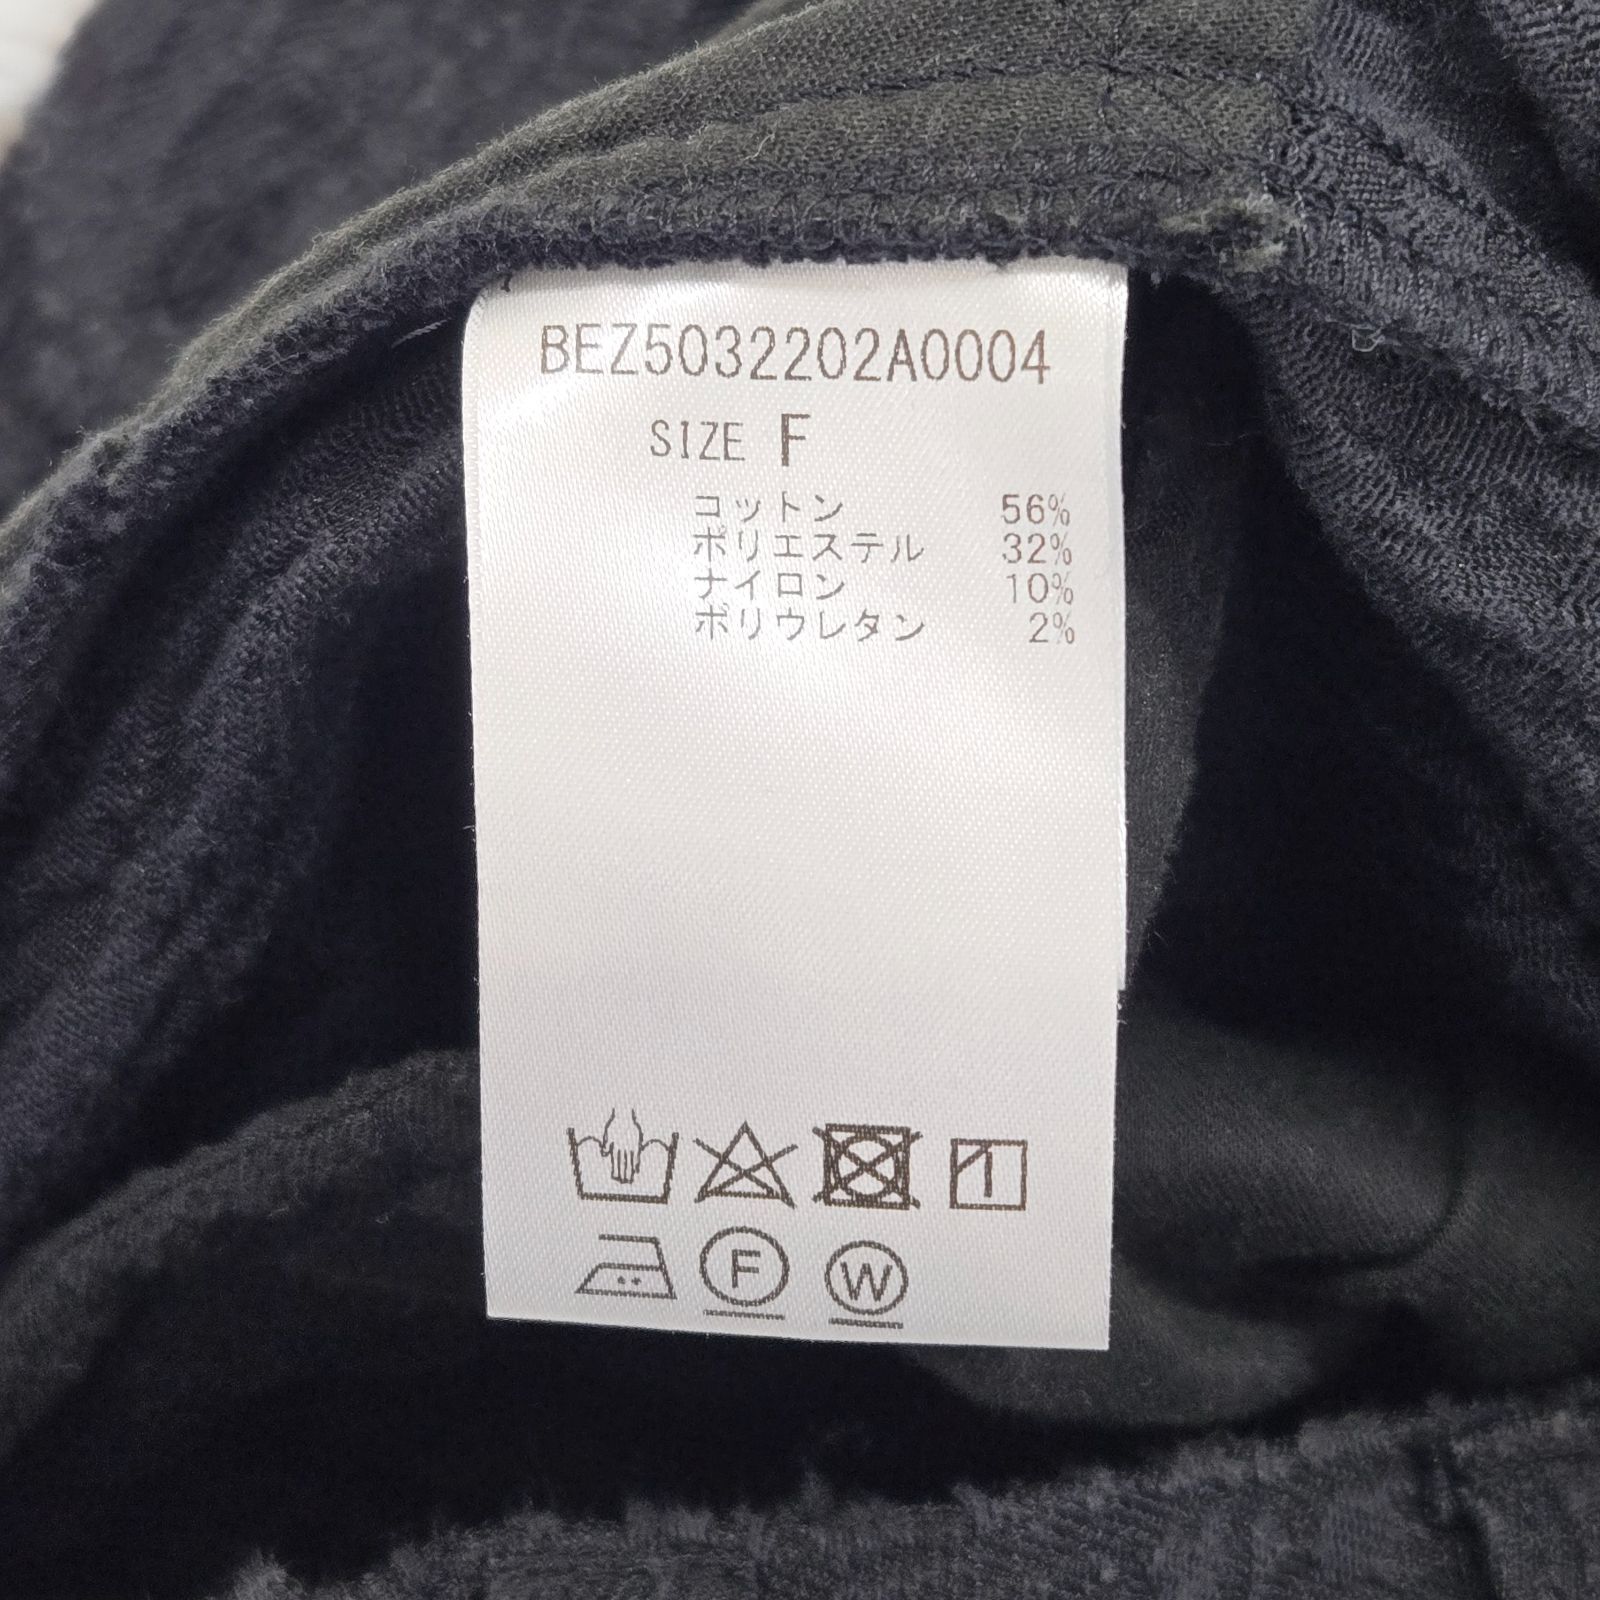 BEZ5032202A0004
SIZE F
コットン 56%
ポリエステル 32%
ナイロン 10%
ポリウレタン 2%
F W